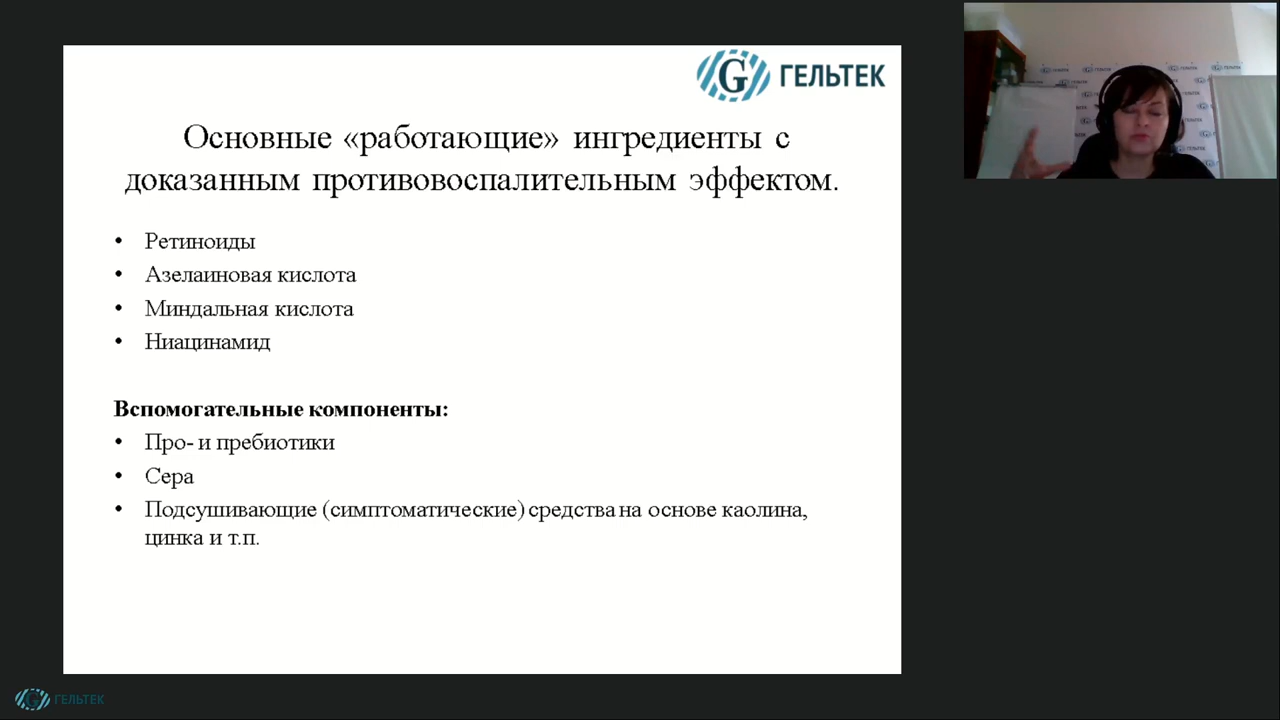 ГЕЛЬТЕК
Основные «работающие» ингредиенты с
доказанным противовоспалительным эффектом.
• Ретиноиды
• Азелаиновая кислота
• Миндальная кислота
• Ниацинамид
Вспомогательные компоненты:
• Про- и пребиотики
• Сера
• Подсушивающие (симптоматические) средства на основе каолина,
цинка и т.п.
ГЕЛЬТЕК